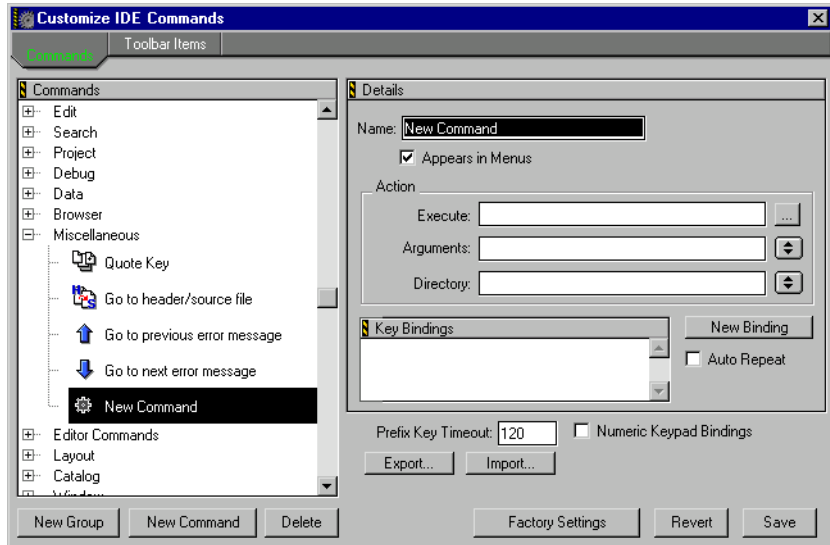 Customize IDE Commands
Commands
Toolbar Items
Commands
Edit
Search
Project
Debug
Data
Browser
Miscellaneous
Quote Key
Go to header/source file
Go to previous error message
Go to next error message
New Command
Editor Commands
Layout
Catalog
Window
New Group
New Command
Delete
Details
Name: New Command
Appears in Menus
Action
Execute:
...
Arguments:
Directory:
Key Bindings
New Binding
Auto Repeat
Prefix Key Timeout: 120
Numeric Keypad Bindings
Export...
Import...
Factory Settings
Revert
Save